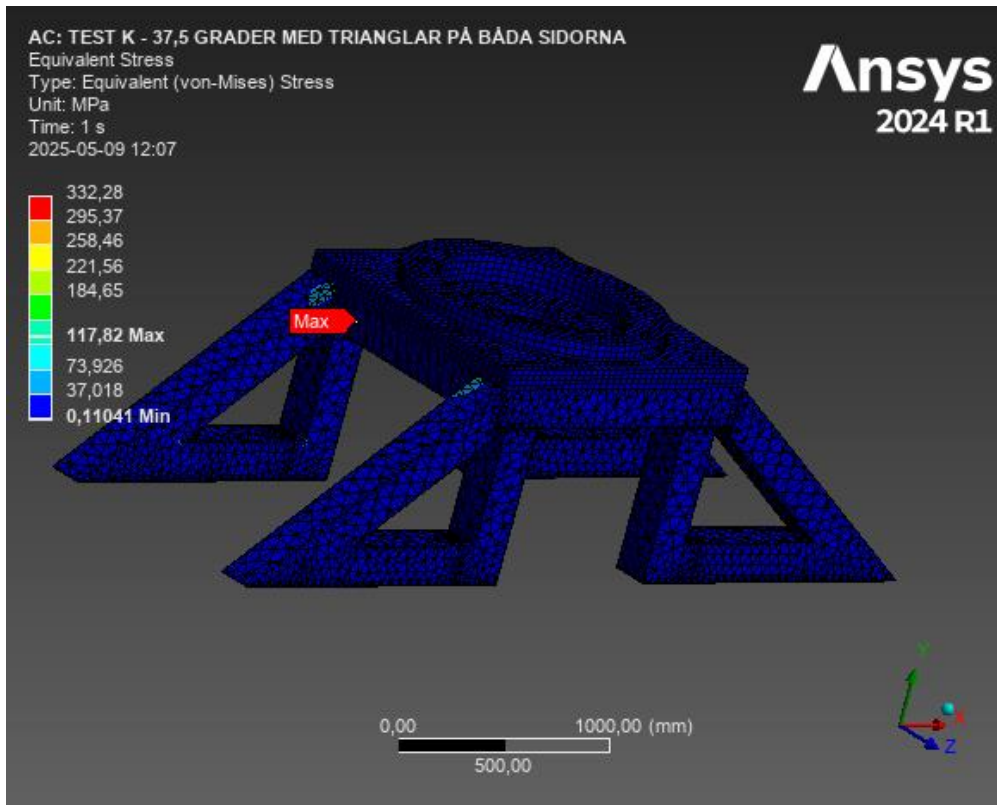 AC: TEST K - 37,5 GRADER MED TRIANGLAR PÅ BÅDA SIDORNA
Equivalent Stress
Type: Equivalent (von-Mises) Stress
Unit: MPa
Time: 1 s
2025-05-09 12:07
Ansys
2024 R1
332,28
295,37
258,46
221,56
184,65
117,82 Max
73,926
37,018
0,11041 Min
Max
0,00 1000,00 (mm)
500,00
Y
X
Z